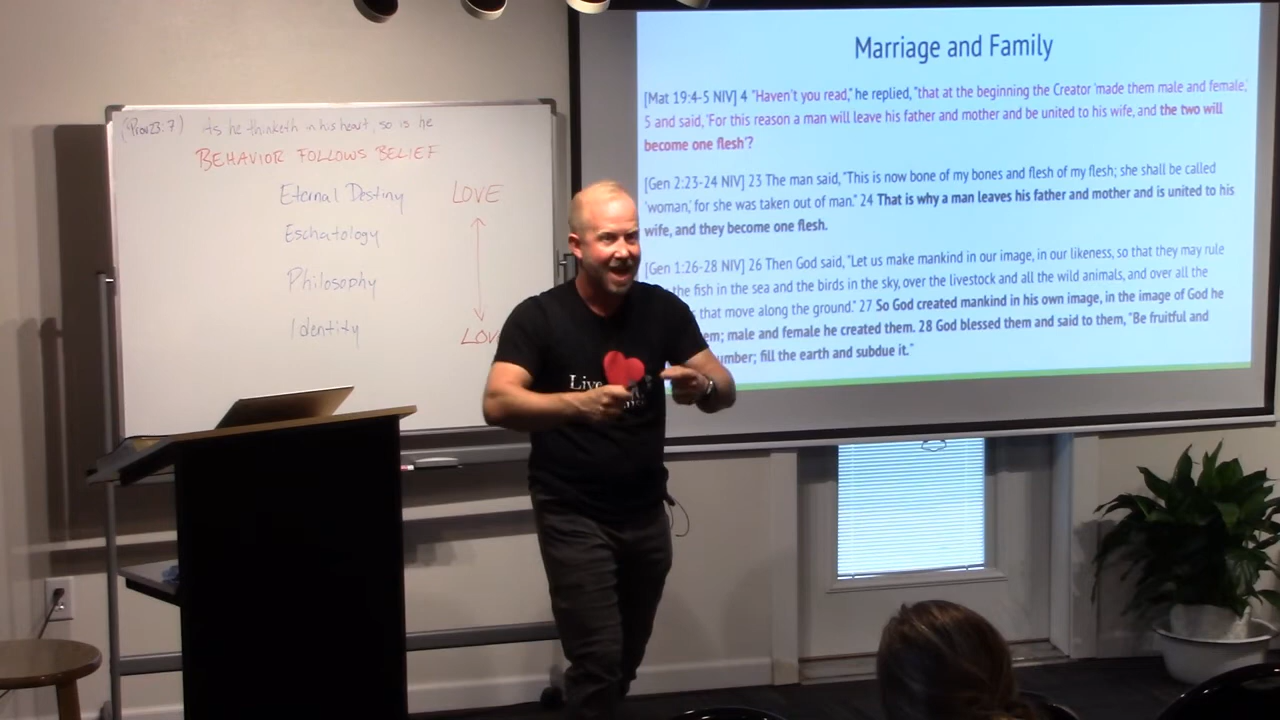 (Prov 23:7) As he thinketh in his heart, so is he
BEHAVIOR FOLLOWS BELIEF
Eternal Destiny LOVE
Eschatology
Philosophy
Identity LOV
Marriage and Family
[Mat 19:4-5 NIV] 4 "Haven't you read," he replied, "that at the beginning the Creator 'made them male and female,'
5 and said, 'For this reason a man will leave his father and mother and be united to his wife, and the two will
become one flesh'?
[Gen 2:23-24 NIV] 23 The man said, "This is now bone of my bones and flesh of my flesh; she shall be called
'woman,' for she was taken out of man." 24 That is why a man leaves his father and mother and is united to his
wife, and they become one flesh.
[Gen 1:26-28 NIV] 26 Then God said, "Let us make mankind in our image, in our likeness, so that they may rule
the fish in the sea and the birds in the sky, over the livestock and all the wild animals, and over all the
that move along the ground." 27 So God created mankind in his own image, in the image of God he
em; male and female he created them. 28 God blessed them and said to them, "Be fruitful and
umber; fill the earth and subdue it."
Live